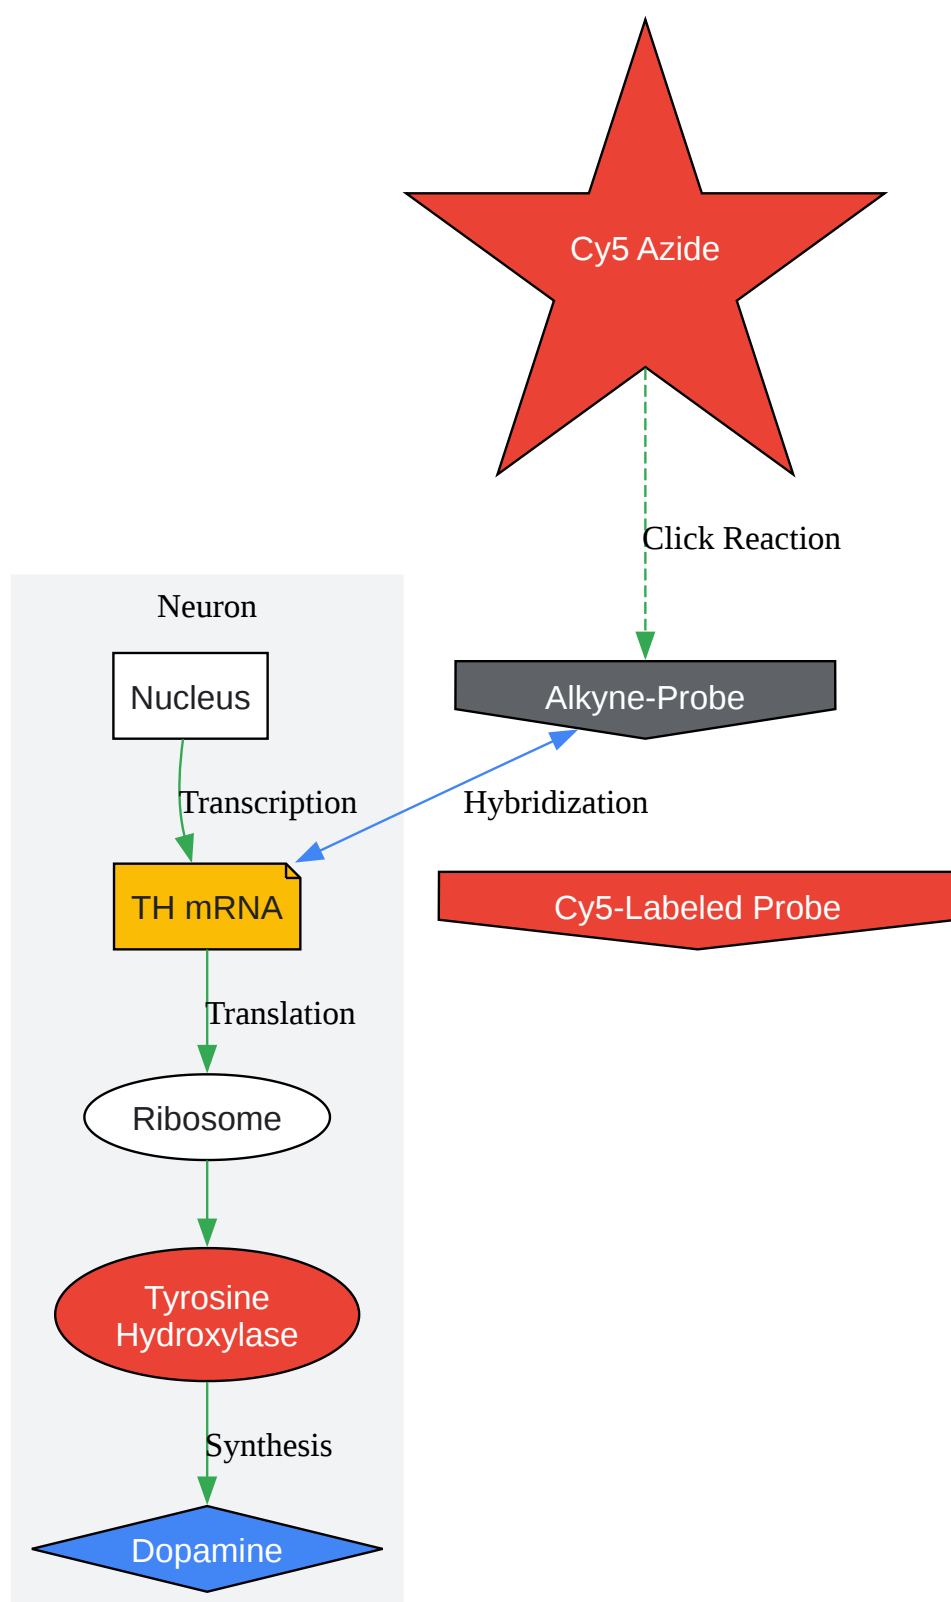 Cy5 Azide
Click Reaction
Neuron
Nucleus
Alkyne-Probe
Transcription
Hybridization
TH mRNA
Cy5-Labeled Probe
Translation
Ribosome
Tyrosine
Hydroxylase
Synthesis
Dopamine